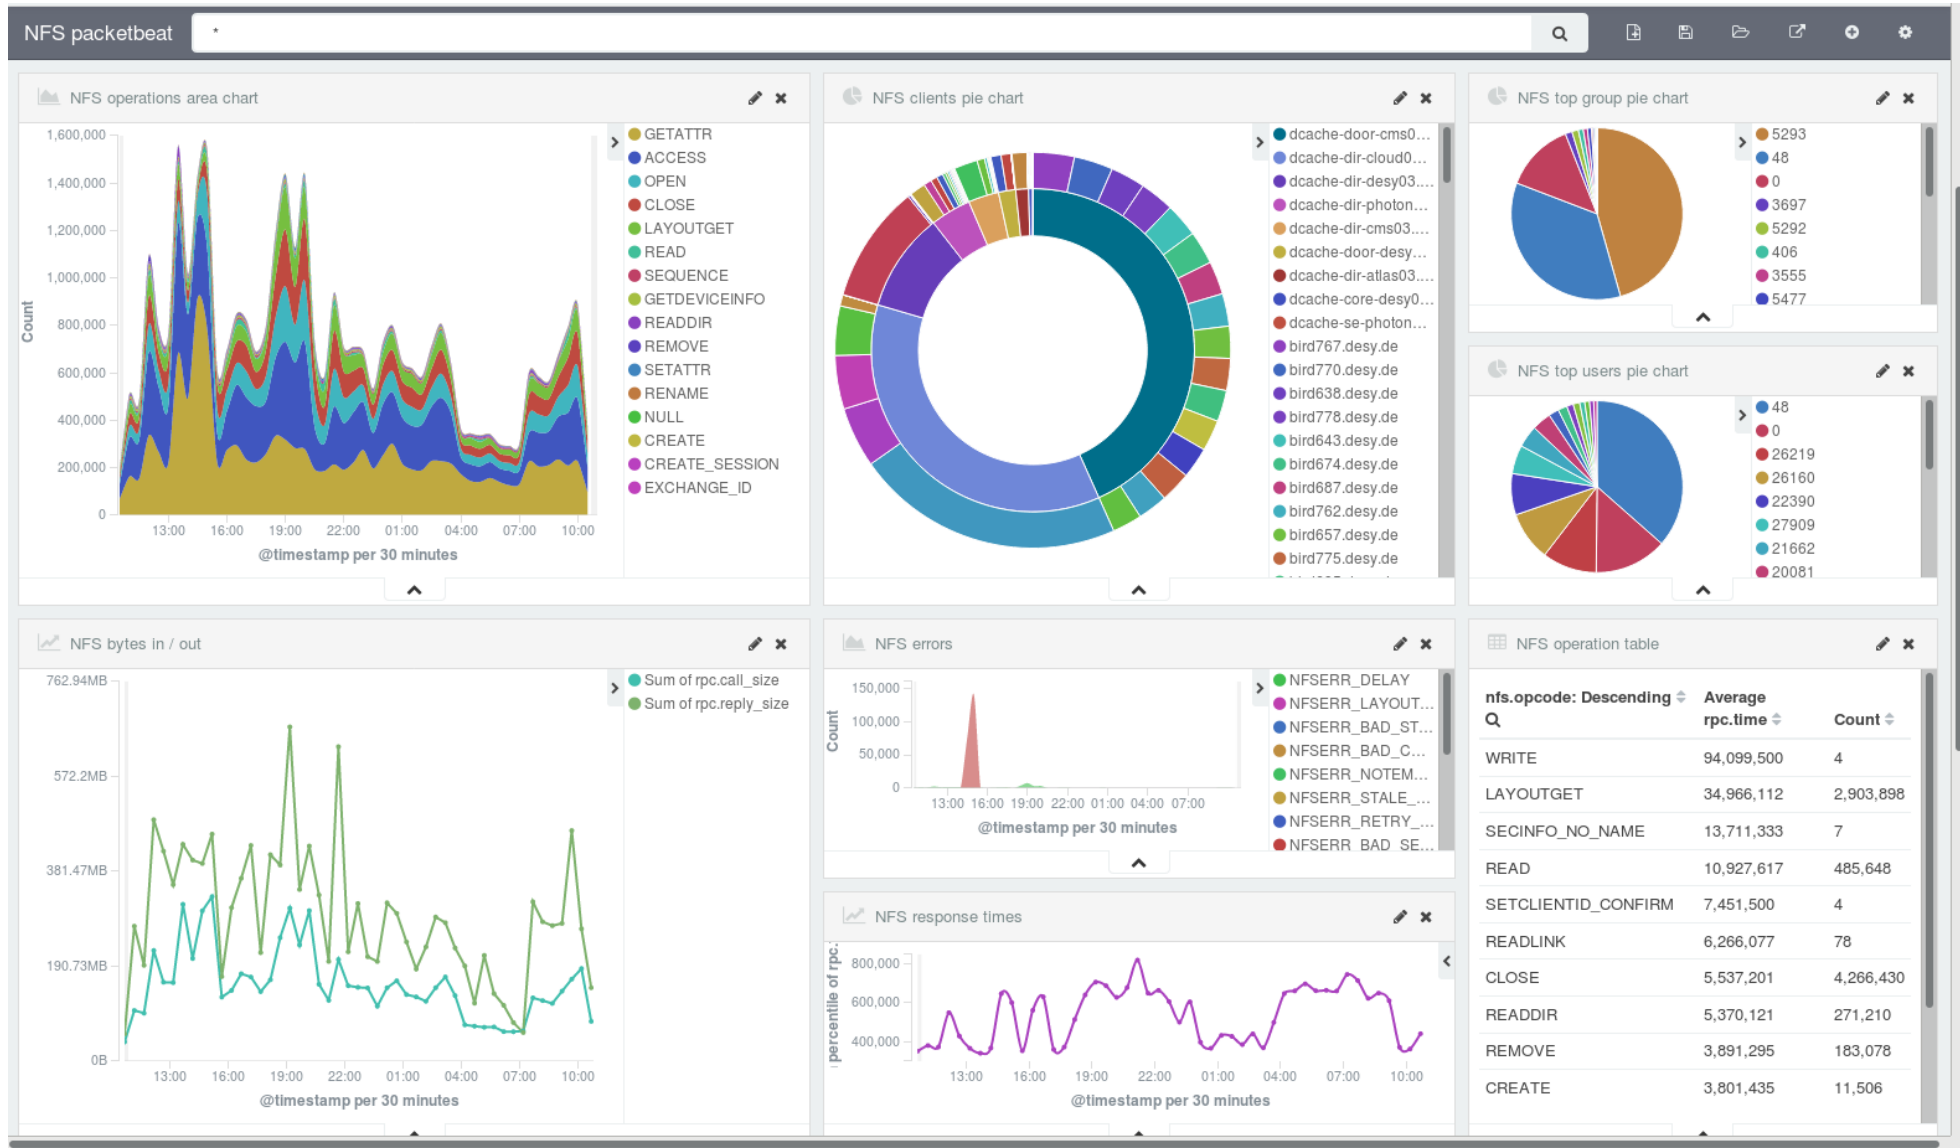 NFS packetbeat
*
NFS operations area chart
1,600,000
1,400,000
1,200,000
1,000,000
800,000
600,000
400,000
200,000
0
Count
13:00 16:00 19:00 22:00 01:00 04:00 07:00 10:00
@timestamp per 30 minutes
GETATTR
ACCESS
OPEN
CLOSE
LAYOUTGET
READ
SEQUENCE
GETDEVICEINFO
READDIR
REMOVE
SETATTR
RENAME
NULL
CREATE
CREATE_SESSION
EXCHANGE_ID
NFS clients pie chart
dcache-door-cms0...
dcache-dir-cloud0...
dcache-dir-desy03....
dcache-dir-photon...
dcache-dir-cms03....
dcache-door-desy...
dcache-dir-atlas03....
dcache-core-desy0...
dcache-se-photon...
bird767.desy.de
bird770.desy.de
bird638.desy.de
bird778.desy.de
bird643.desy.de
bird674.desy.de
bird687.desy.de
bird762.desy.de
bird657.desy.de
bird775.desy.de
NFS top group pie chart
5293
48
0
3697
5292
406
3555
5477
NFS top users pie chart
48
0
26219
26160
22390
27909
21662
20081
NFS bytes in / out
762.94MB
572.2MB
381.47MB
190.73MB
0B
13:00 16:00 19:00 22:00 01:00 04:00 07:00 10:00
@timestamp per 30 minutes
Sum of rpc.call_size
Sum of rpc.reply_size
NFS errors
150,000
100,000
50,000
0
Count
13:00 16:00 19:00 22:00 01:00 04:00 07:00
@timestamp per 30 minutes
NFSERR_DELAY
NFSERR_LAYOUT...
NFSERR_BAD_ST...
NFSERR_BAD_C...
NFSERR_NOTEM...
NFSERR_STALE_...
NFSERR_RETRY_...
NFSERR_BAD_SE...
NFS response times
percentile of rpc.
800,000
600,000
400,000
13:00 16:00 19:00 22:00 01:00 04:00 07:00 10:00
@timestamp per 30 minutes
NFS operation table
nfs.opcode: Descending Average rpc.time Count
WRITE 94,099,500 4
LAYOUTGET 34,966,112 2,903,898
SECINFO_NO_NAME 13,711,333 7
READ 10,927,617 485,648
SETCLIENTID_CONFIRM 7,451,500 4
READLINK 6,266,077 78
CLOSE 5,537,201 4,266,430
READDIR 5,370,121 271,210
REMOVE 3,891,295 183,078
CREATE 3,801,435 11,506